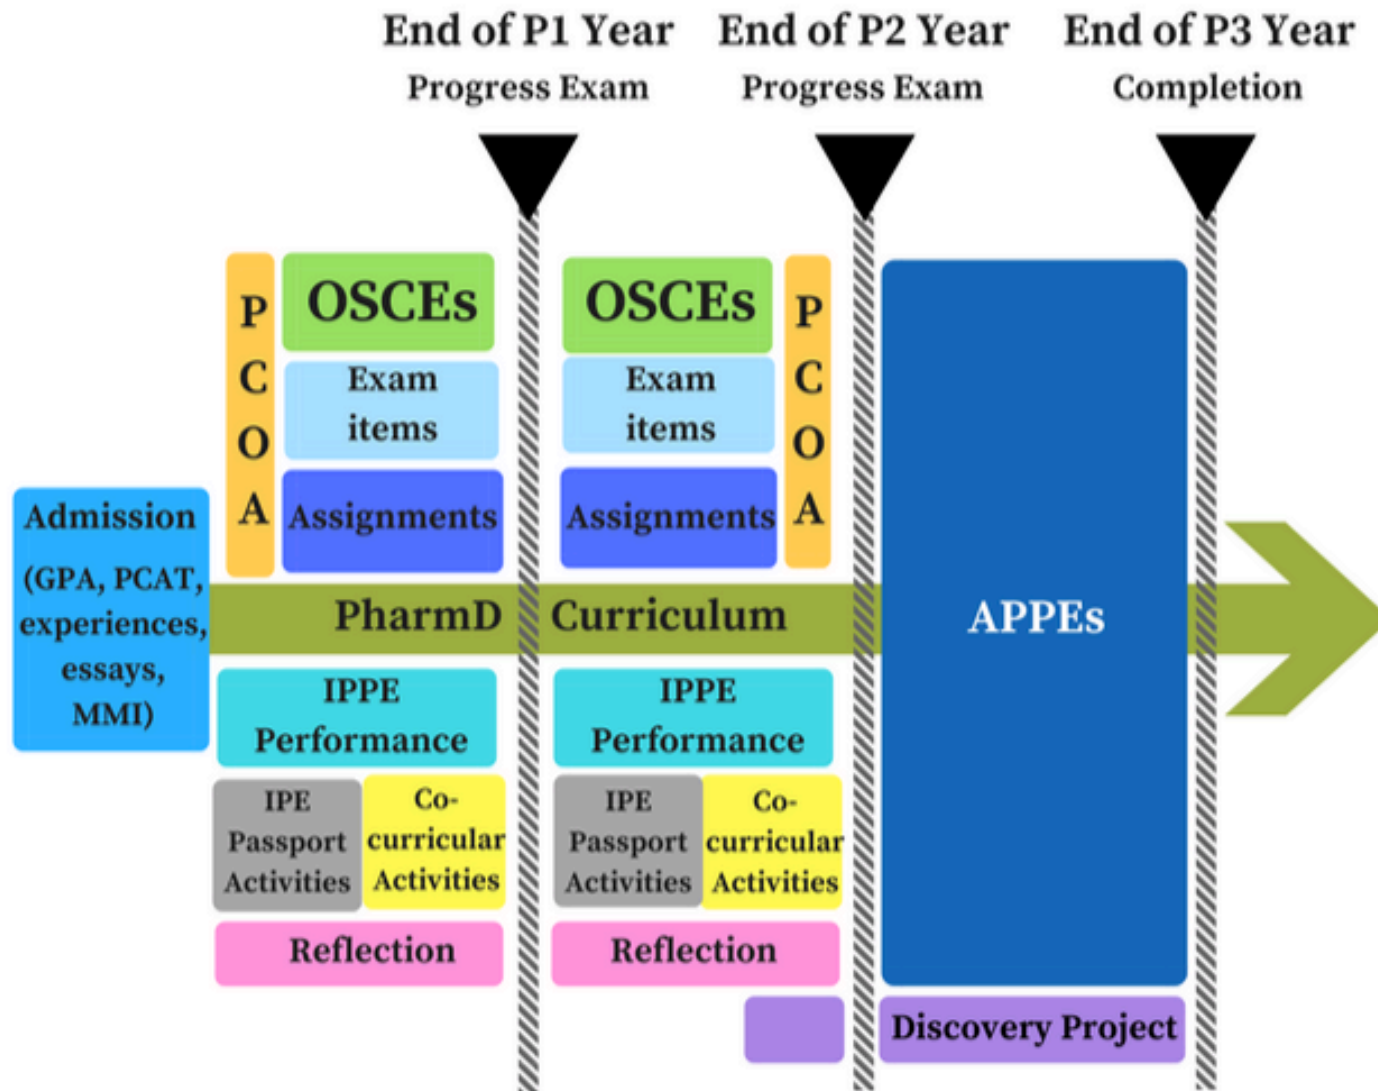 End of P1 Year
Progress Exam
End of P2 Year
Progress Exam
End of P3 Year
Completion
Admission
(GPA, PCAT,
experiences,
essays,
MMI)
P
C
O
A
OSCEs
Exam
items
Assignments
OSCEs
Exam
items
Assignments
P
C
O
A
PharmD Curriculum
APPEs
IPPE
Performance
IPE
Passport
Activities
Co-
curricular
Activities
Reflection
IPPE
Performance
IPE
Passport
Activities
Co-
curricular
Activities
Reflection
Discovery Project